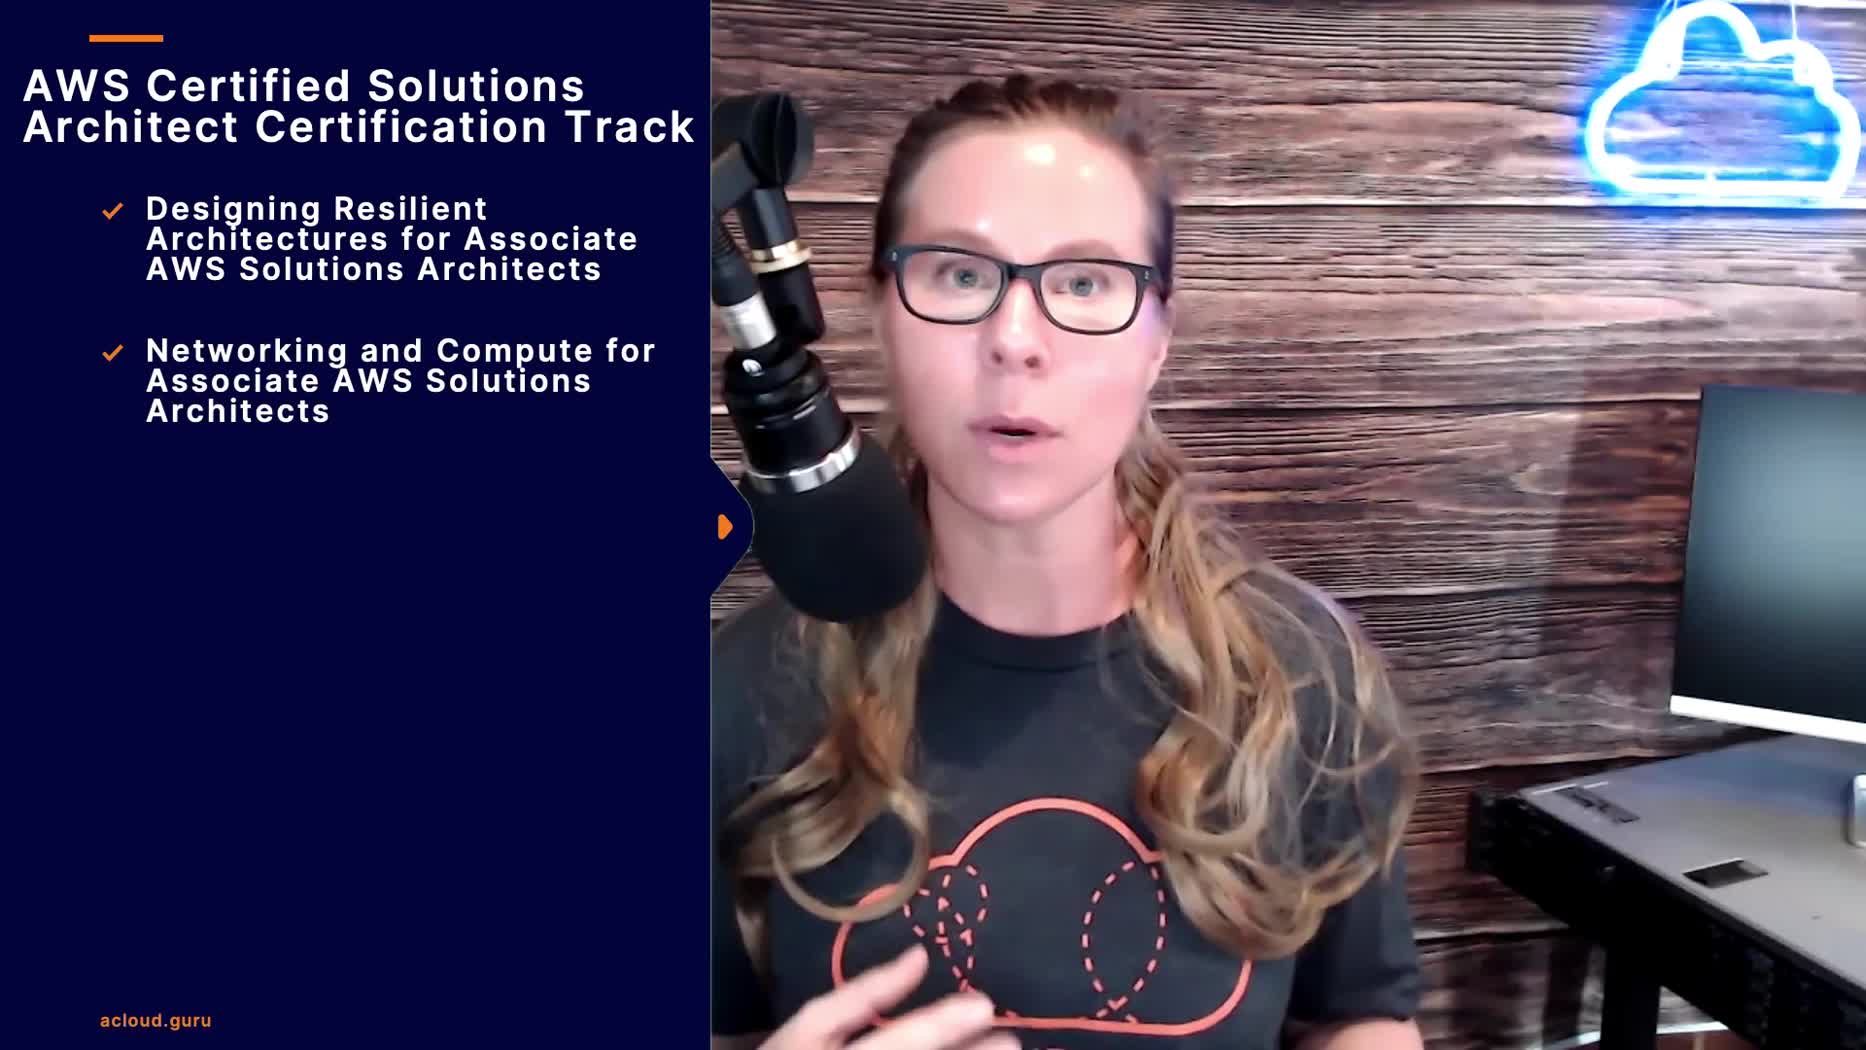 AWS Certified Solutions
Architect Certification Track
Designing Resilient
Architectures for Associate
AWS Solutions Architects
Networking and Compute for
Associate AWS Solutions
Architects
acloud.guru